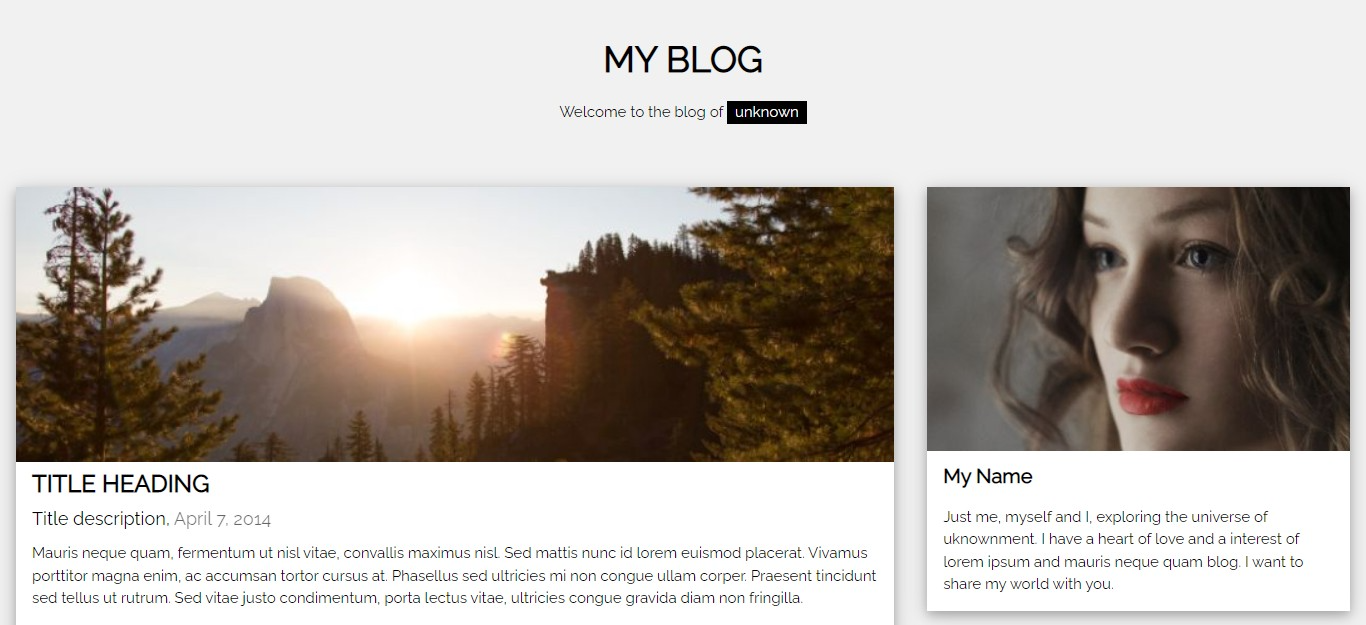 MY BLOG
Welcome to the blog of unknown
TITLE HEADING
Title description, April 7, 2014
Mauris neque quam, fermentum ut nisl vitae, convallis maximus nisl. Sed mattis nunc id lorem euismod placerat. Vivamus
porttitor magna enim, ac accumsan tortor cursus at. Phasellus sed ultricies mi non congue ullam corper. Praesent tincidunt
sed tellus ut rutrum. Sed vitae justo condimentum, porta lectus vitae, ultricies congue gravida diam non fringilla.
My Name
Just me, myself and I, exploring the universe of
uknownment. I have a heart of love and a interest of
lorem ipsum and mauris neque quam blog. I want to
share my world with you.